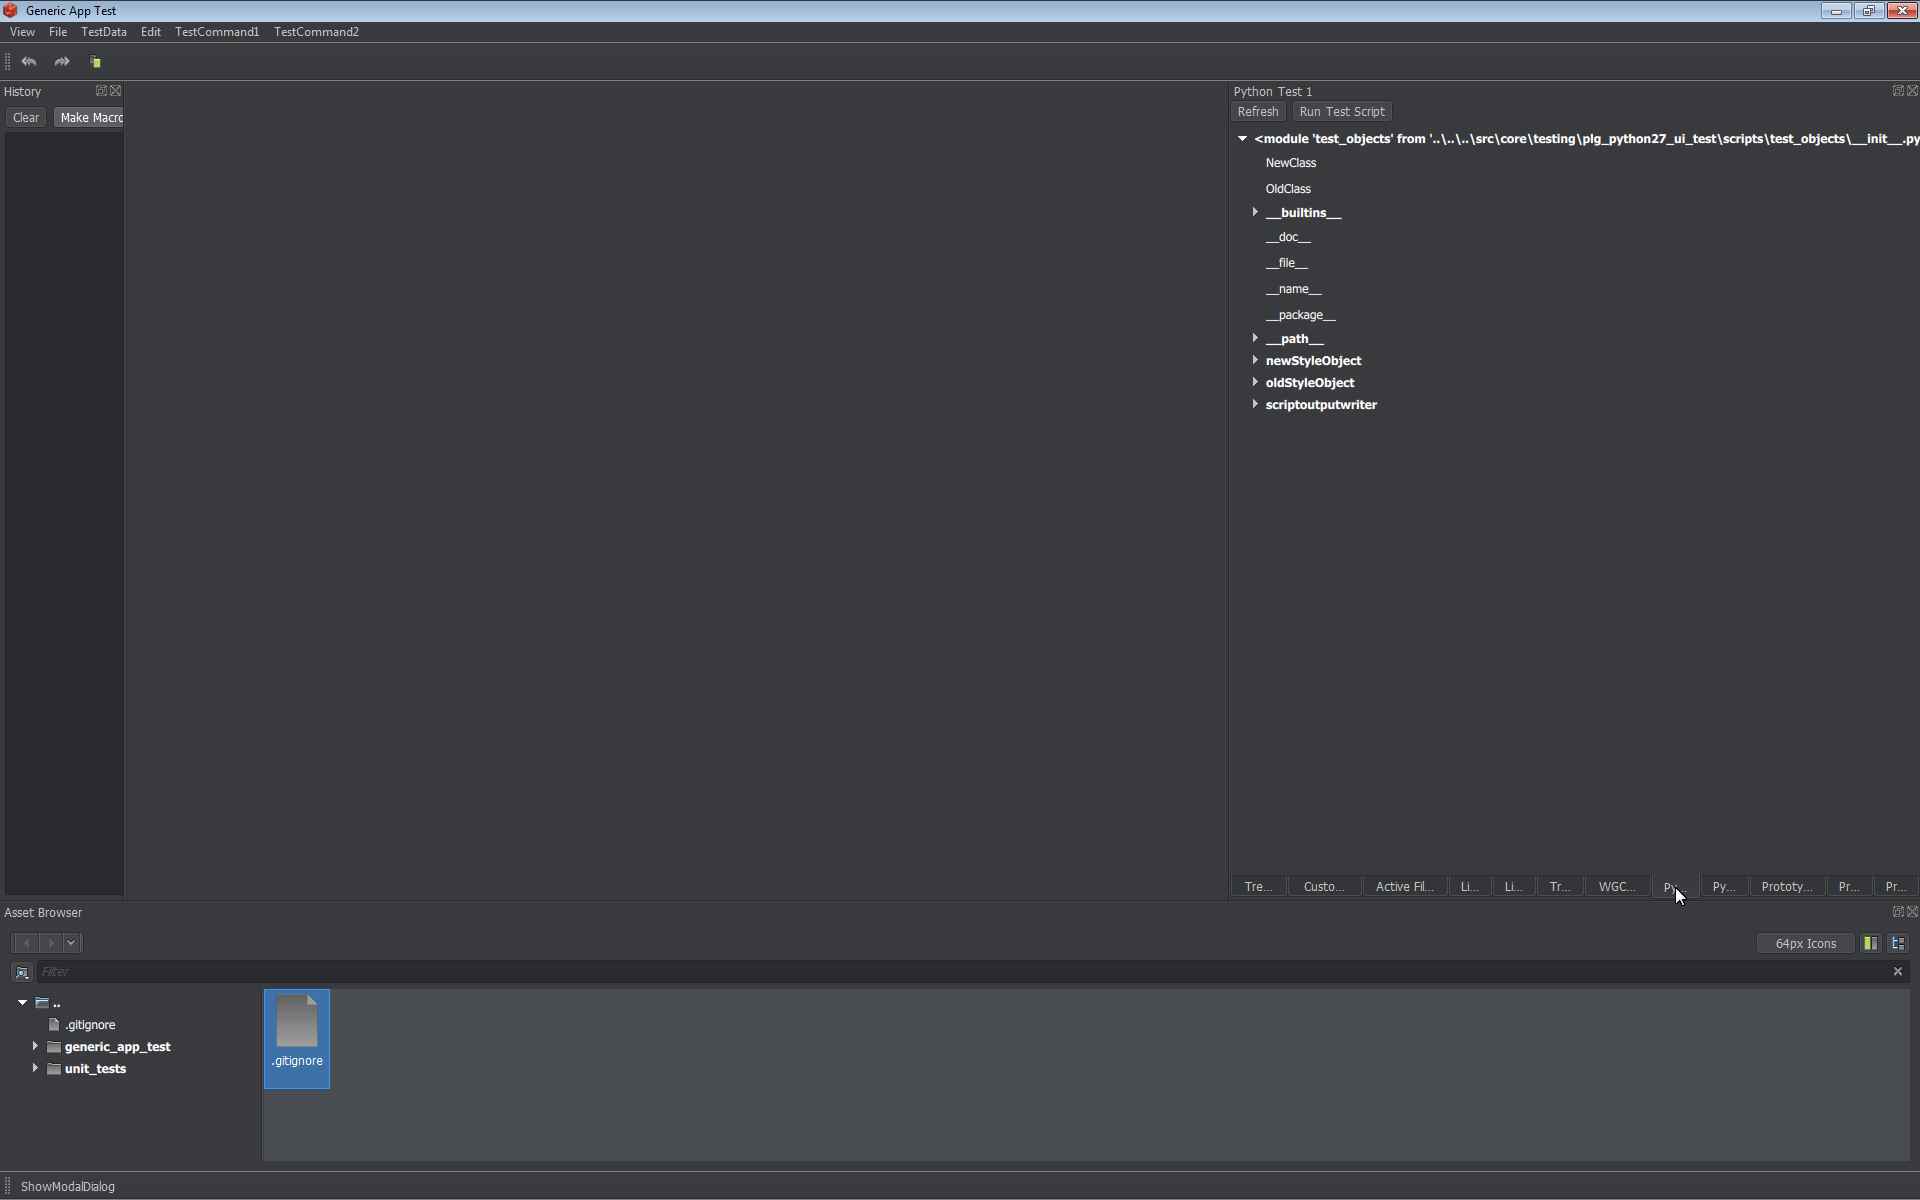 Generic App Test
View File TestData Edit TestCommand1 TestCommand2
History
Clear Make Macro
Python Test 1
Refresh Run Test Script
<module 'test_objects' from '..\..\..\src\core\testing\plg_python27_ui_test\scripts\test_objects\__init__.py
NewClass
OldClass
__builtins__
__doc__
__file__
__name__
__package__
__path__
newStyleObject
oldStyleObject
scriptoutputwriter
Tre... Custo... Active Fil... Li... Li... Tr... WGC... Py... Py... Prototy... Pr... Pr...
Asset Browser
64px Icons
Filter
..
.gitignore
generic_app_test
unit_tests
.gitignore
ShowModalDialog